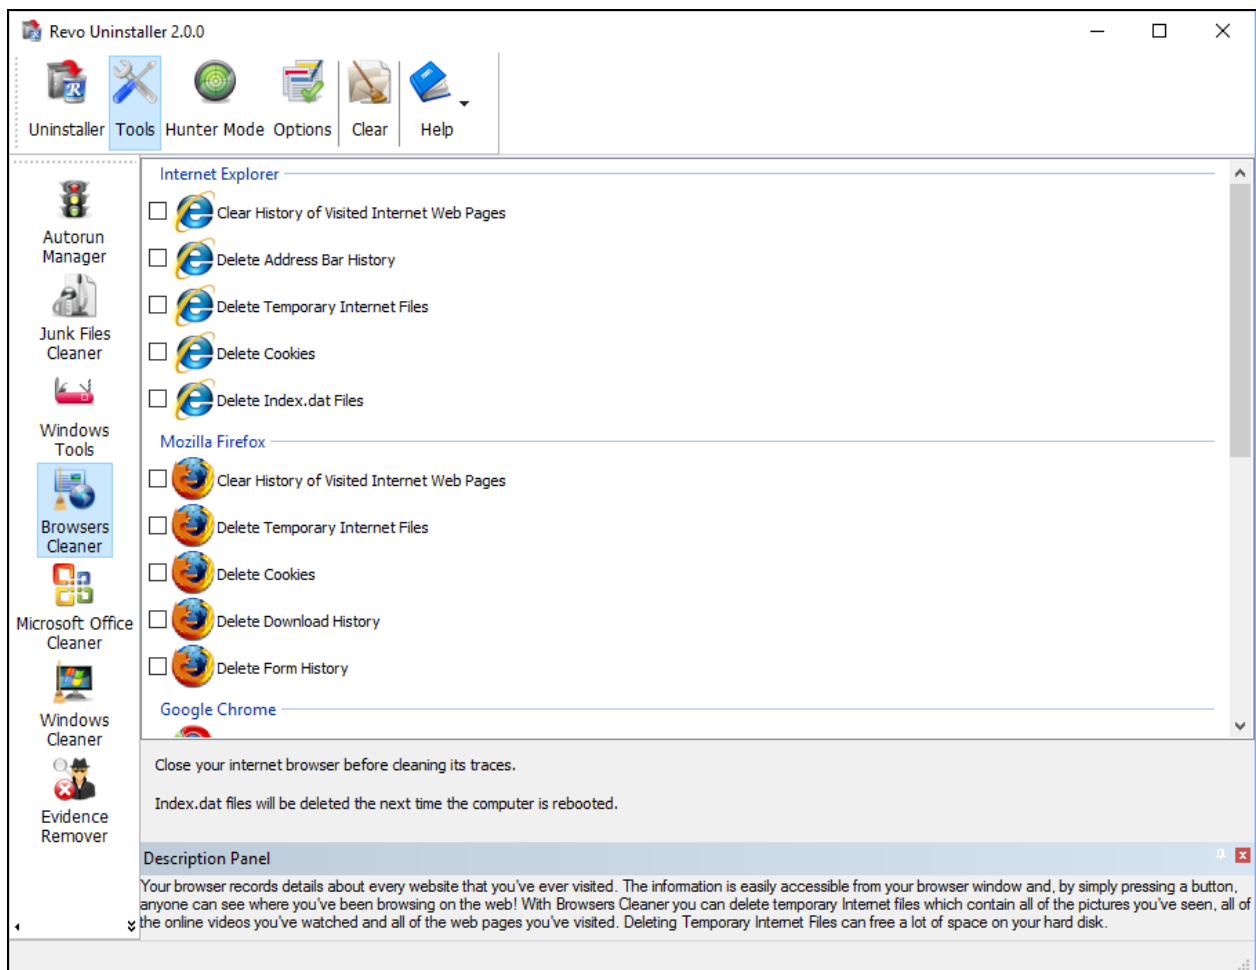 Revo Uninstaller 2.0.0
Uninstaller Tools Hunter Mode Options Clear Help
Autorun
Manager
Junk Files
Cleaner
Windows
Tools
Browsers
Cleaner
Microsoft Office
Cleaner
Windows
Cleaner
Evidence
Remover
Internet Explorer
Clear History of Visited Internet Web Pages
Delete Address Bar History
Delete Temporary Internet Files
Delete Cookies
Delete Index.dat Files
Mozilla Firefox
Clear History of Visited Internet Web Pages
Delete Temporary Internet Files
Delete Cookies
Delete Download History
Delete Form History
Google Chrome
Close your internet browser before cleaning its traces.
Index.dat files will be deleted the next time the computer is rebooted.
Description Panel
Your browser records details about every website that you've ever visited. The information is easily accessible from your browser window and, by simply pressing a button,
anyone can see where you've been browsing on the web! With Browsers Cleaner you can delete temporary Internet files which contain all of the pictures you've seen, all of
the online videos you've watched and all of the web pages you've visited. Deleting Temporary Internet Files can free a lot of space on your hard disk.